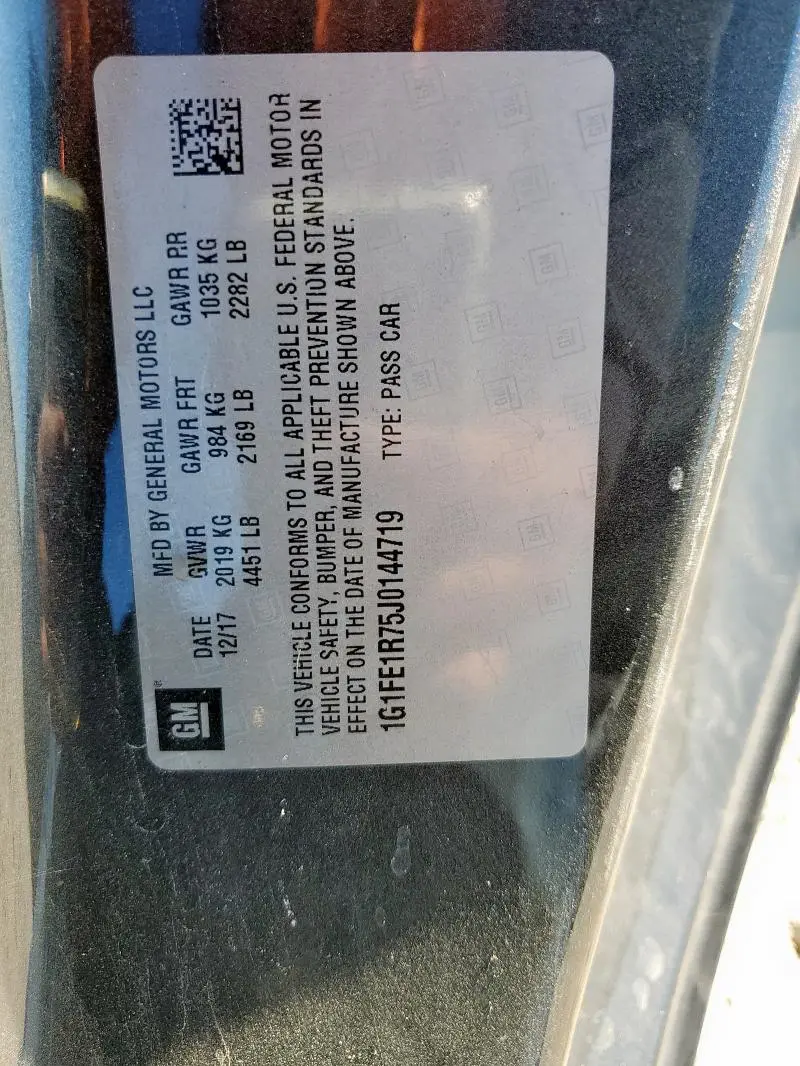 GM
®
MFD BY GENERAL MOTORS LLC
DATE GVWR GAWR FRT GAWR RR
12/17 2019 KG 984 KG 1035 KG
4451 LB 2169 LB 2282 LB
THIS VEHICLE CONFORMS TO ALL APPLICABLE U.S. FEDERAL MOTOR
VEHICLE SAFETY, BUMPER, AND THEFT PREVENTION STANDARDS IN
EFFECT ON THE DATE OF MANUFACTURE SHOWN ABOVE.
1G1FE1R75J0144719 TYPE: PASS CAR